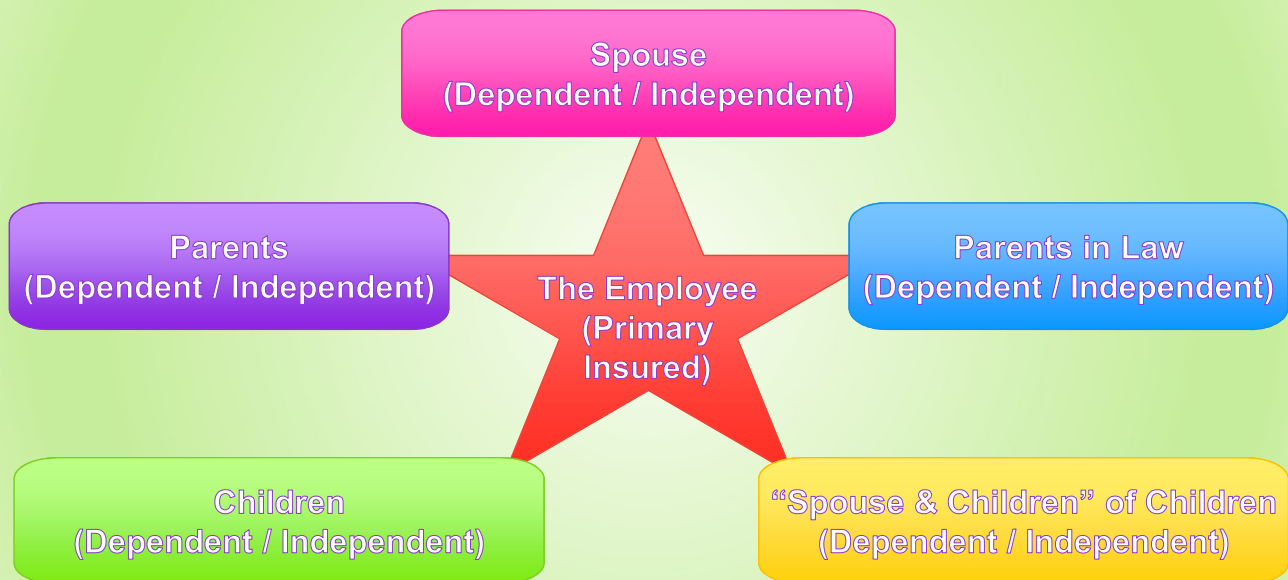 Spouse
(Dependent / Independent)
Parents
(Dependent / Independent)
Parents in Law
(Dependent / Independent)
The Employee
(Primary
Insured)
Children
(Dependent / Independent)
“Spouse & Children” of Children
(Dependent / Independent)